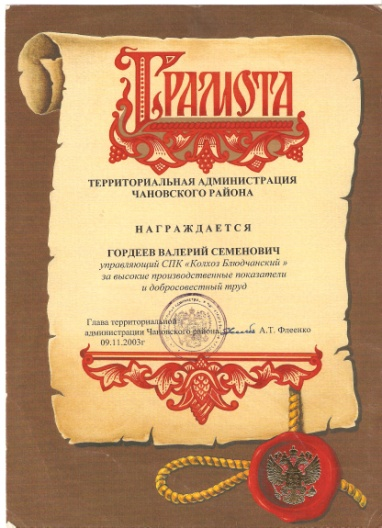 ГРАМОТА
ТЕРРИТОРИАЛЬНАЯ АДМИНИСТРАЦИЯ
ЧАНОВСКОГО РАЙОНА
НАГРАЖДАЕТСЯ
ГОРДЕЕВ ВАЛЕРИЙ СЕМЕНОВИЧ
управляющий СПК «Колхоз Блюдчанский »
за высокие производственные показатели
и добросовестный труд
Глава территориальной
администрации Чановского района А.Т. Флеенко
09.11.2003г